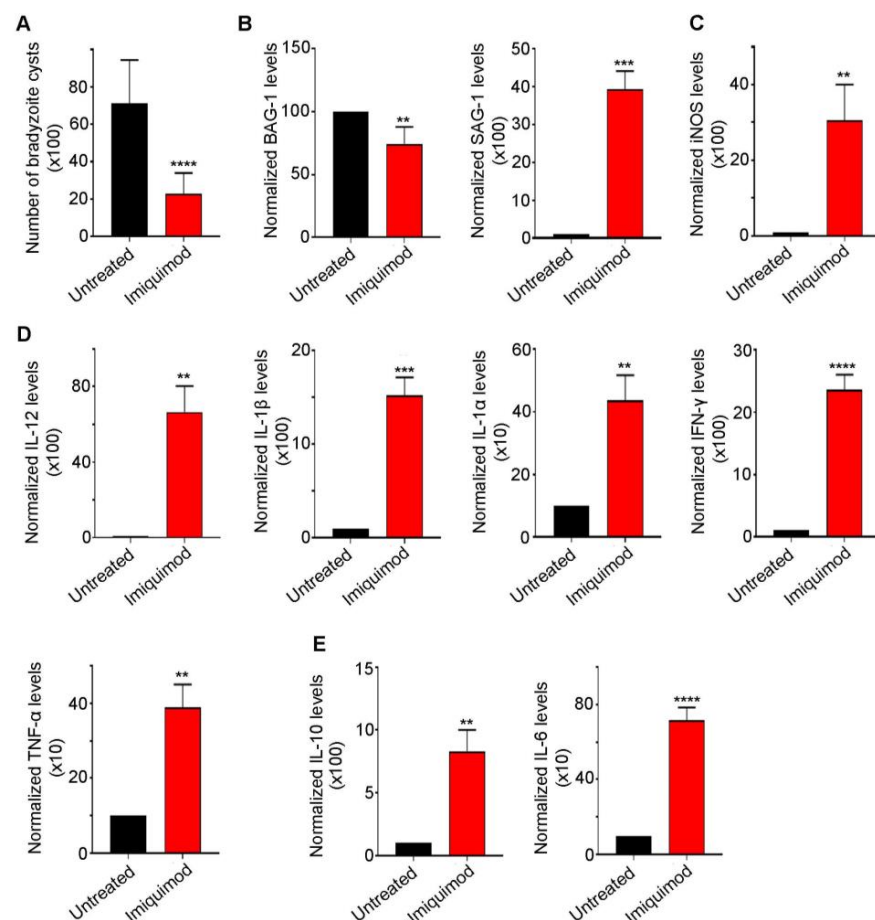 A
Number of bradyzoite cysts
(x100)
80
60
40
20
0
****
Untreated
Imiquimod
B
Normalized BAG-1 levels
150
100
50
0
**
Untreated
Imiquimod
Normalized SAG-1 levels
(x100)
50
40
30
20
10
0
***
Untreated
Imiquimod
C
Normalized iNOS levels
(x100)
50
30
10
0
**
Untreated
Imiquimod
D
Normalized IL-12 levels
(x100)
80
40
0
**
Untreated
Imiquimod
Normalized IL-1β levels
(x100)
20
15
10
5
0
***
Untreated
Imiquimod
Normalized IL-1α levels
(x10)
60
40
20
0
**
Untreated
Imiquimod
Normalized IFN-γ levels
(x100)
30
20
10
0
****
Untreated
Imiquimod
Normalized TNF-α levels
(x10)
40
20
0
**
Untreated
Imiquimod
E
Normalized IL-10 levels
(x100)
15
10
5
0
**
Untreated
Imiquimod
Normalized IL-6 levels
(x10)
80
40
0
****
Untreated
Imiquimod